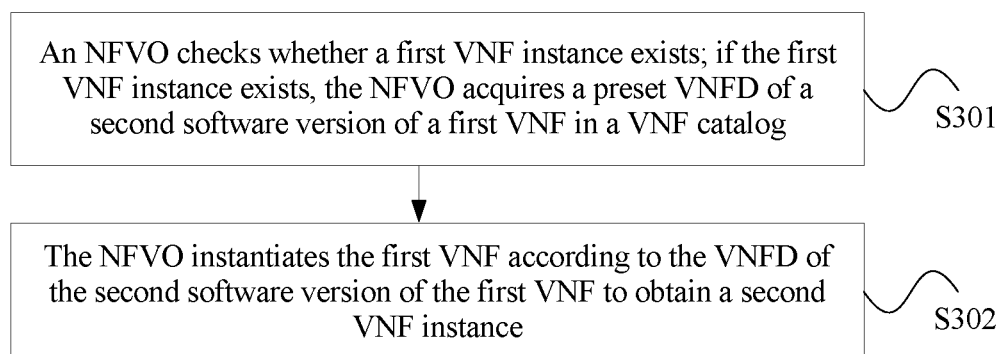 An NFVO checks whether a first VNF instance exists; if the first
VNF instance exists, the NFVO acquires a preset VNFD of a
second software version of a first VNF in a VNF catalog
S301
The NFVO instantiates the first VNF according to the VNFD of
the second software version of the first VNF to obtain a second
VNF instance
S302